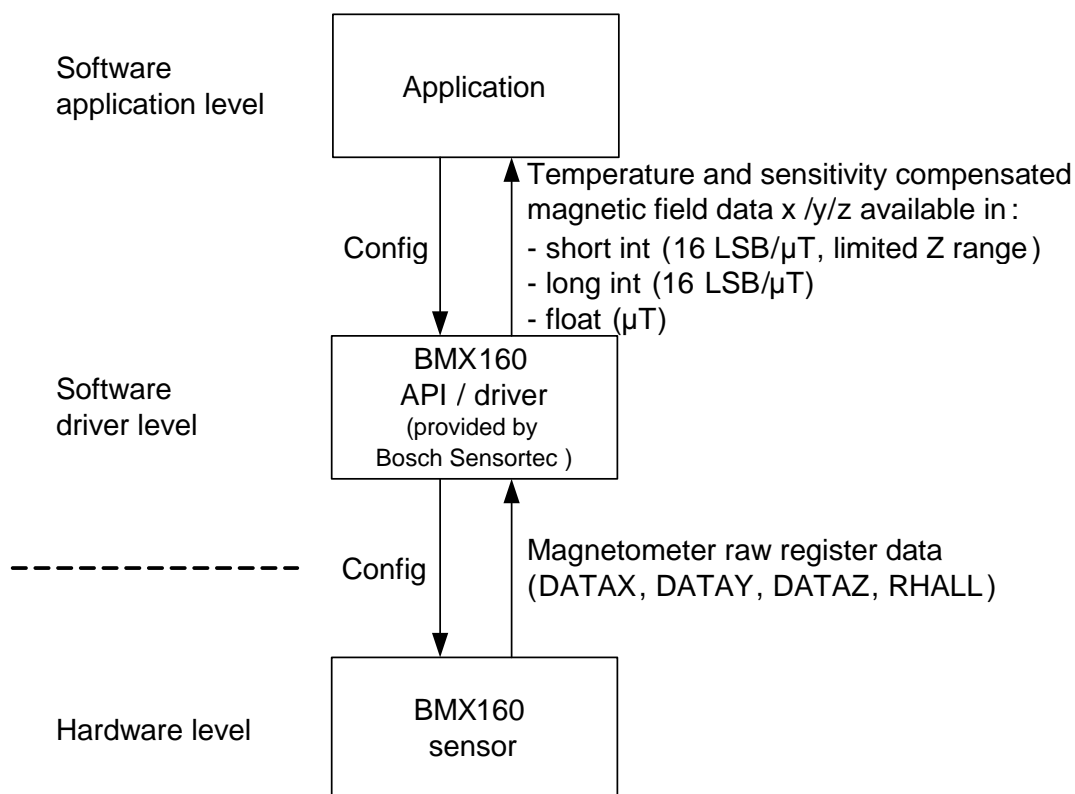 Software
application level
Application
Temperature and sensitivity compensated
magnetic field data x /y/z available in :
- short int (16 LSB/µT, limited Z range)
- long int (16 LSB/µT)
- float (µT)
Config
Software
driver level
BMX160
API / driver
(provided by
Bosch Sensortec )
Config
Magnetometer raw register data
(DATAX, DATAY, DATAZ, RHALL)
Hardware level
BMX160
sensor